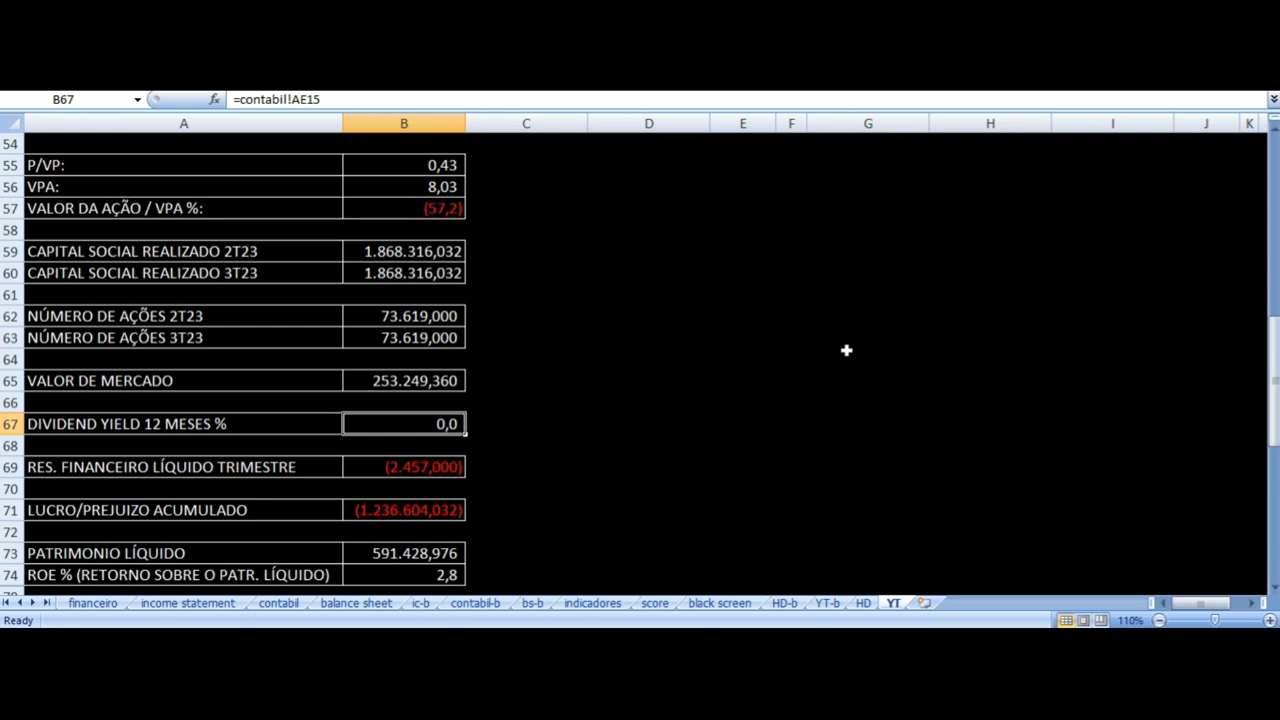 B67 fx =contabil!AE15
A B C D E F G H I J K
54
55 P/VP: 0,43
56 VPA: 8,03
57 VALOR DA AÇÃO / VPA %: (57,2)
58
59 CAPITAL SOCIAL REALIZADO 2T23 1.868.316,032
60 CAPITAL SOCIAL REALIZADO 3T23 1.868.316,032
61
62 NÚMERO DE AÇÕES 2T23 73.619,000
63 NÚMERO DE AÇÕES 3T23 73.619,000
64
65 VALOR DE MERCADO 253.249,360
66
67 DIVIDEND YIELD 12 MESES % 0,0
68
69 RES. FINANCEIRO LÍQUIDO TRIMESTRE (2.457,000)
70
71 LUCRO/PREJUIZO ACUMULADO (1.236.604,032)
72
73 PATRIMONIO LÍQUIDO 591.428,976
74 ROE % (RETORNO SOBRE O PATR. LÍQUIDO) 2,8
financeiro income statement contabil balance sheet ic-b contabil-b bs-b indicadores score black screen HD-b YT-b HD YT
Ready 110%